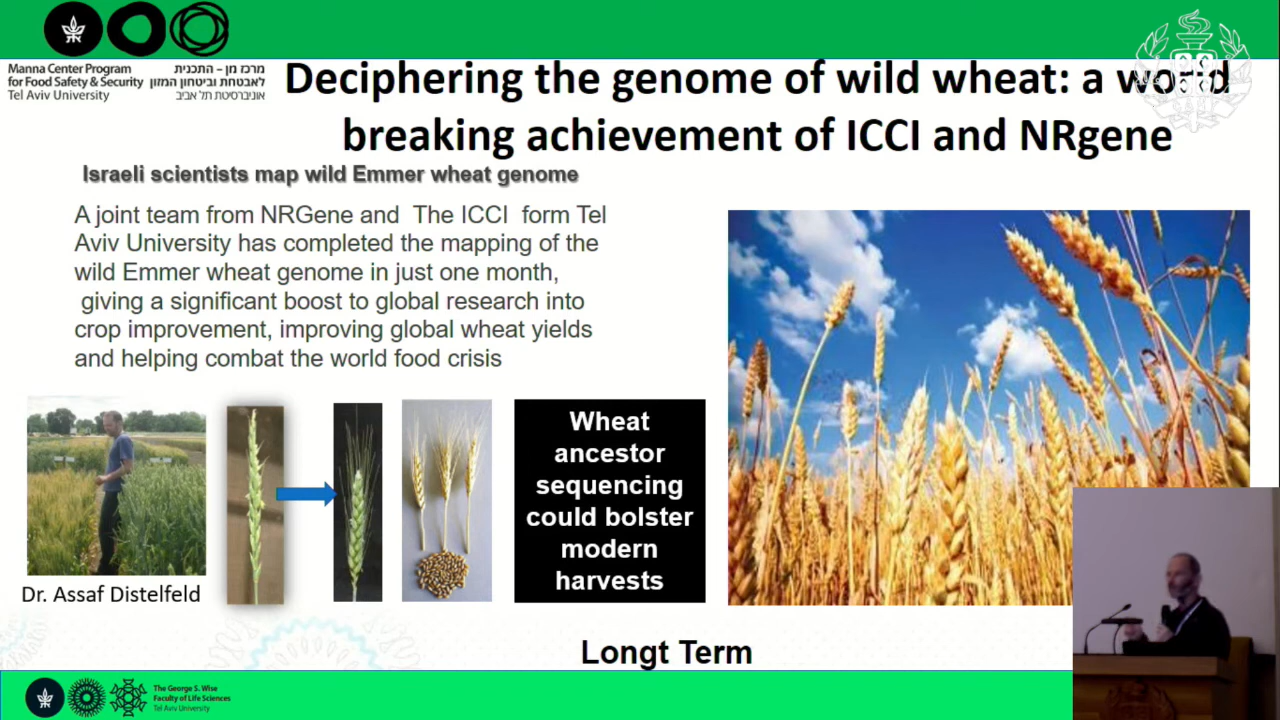 Manna Center Program
for Food Safety & Security
Tel Aviv University
מרכז מן – התכנית
לאבטחת וביטחון המזון
אוניברסיטת תל אביב
Deciphering the genome of wild wheat: a world
breaking achievement of ICCI and NRgene
Israeli scientists map wild Emmer wheat genome
A joint team from NRGene and The ICCI form Tel
Aviv University has completed the mapping of the
wild Emmer wheat genome in just one month,
giving a significant boost to global research into
crop improvement, improving global wheat yields
and helping combat the world food crisis
Dr. Assaf Distelfeld
Wheat
ancestor
sequencing
could bolster
modern
harvests
Longt Term
The George S. Wise
Faculty of Life Sciences
Tel Aviv University